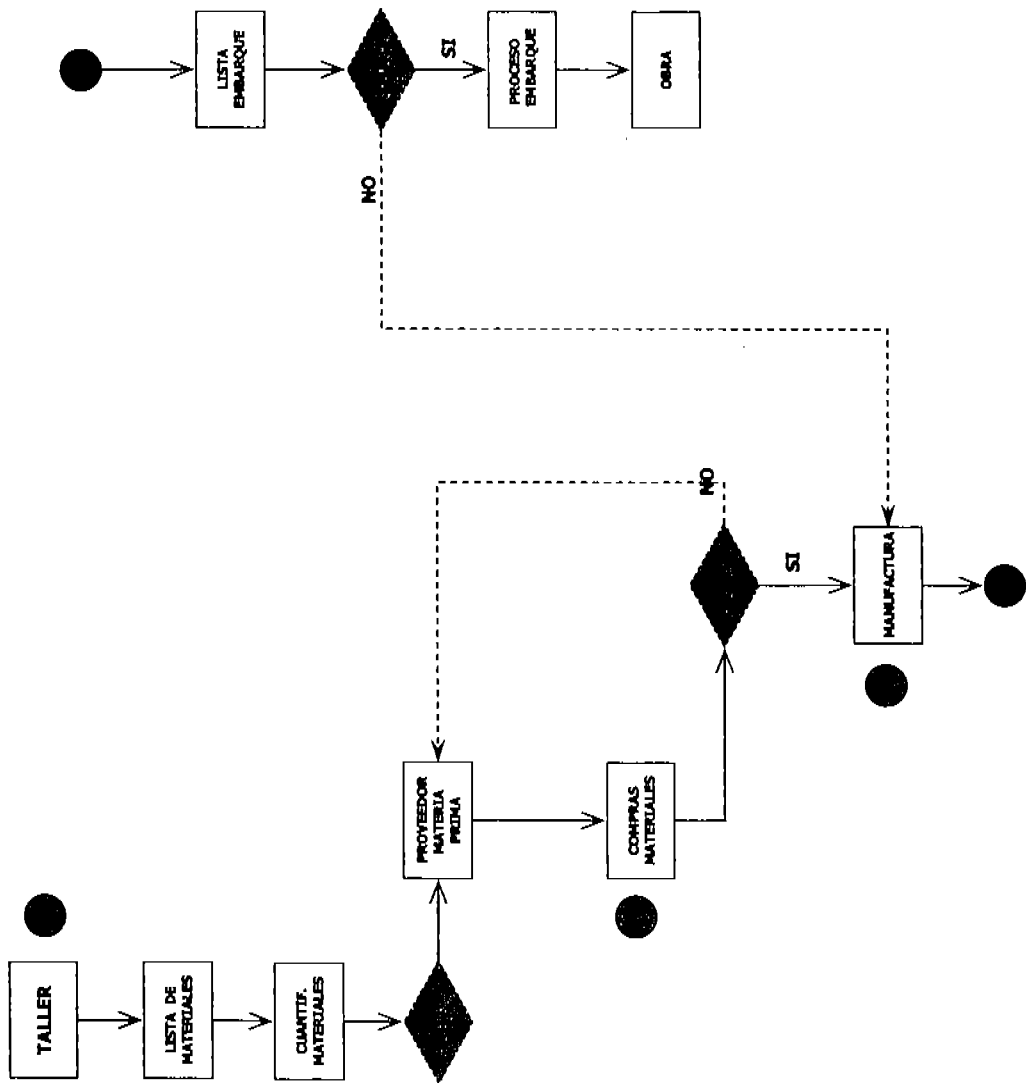 TALLER
LISTA DE
MATERIALES
CUANTIF.
MATERIALES
PROVEEDOR
MATERIA
PRIMA
COMPRAS
MATERIALES
NO
SI
MANUFACTURA
LISTA
EMBARQUE
NO
SI
PROCESO
EMBARQUE
OBRA